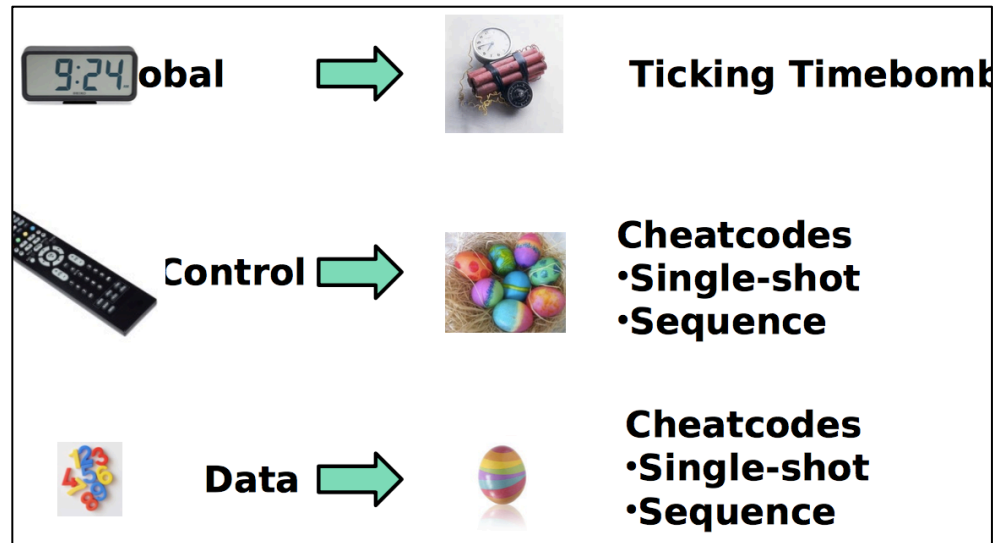 9:24
obal
Ticking Timebomb
Control
Cheatcodes
•Single-shot
•Sequence
Data
Cheatcodes
•Single-shot
•Sequence